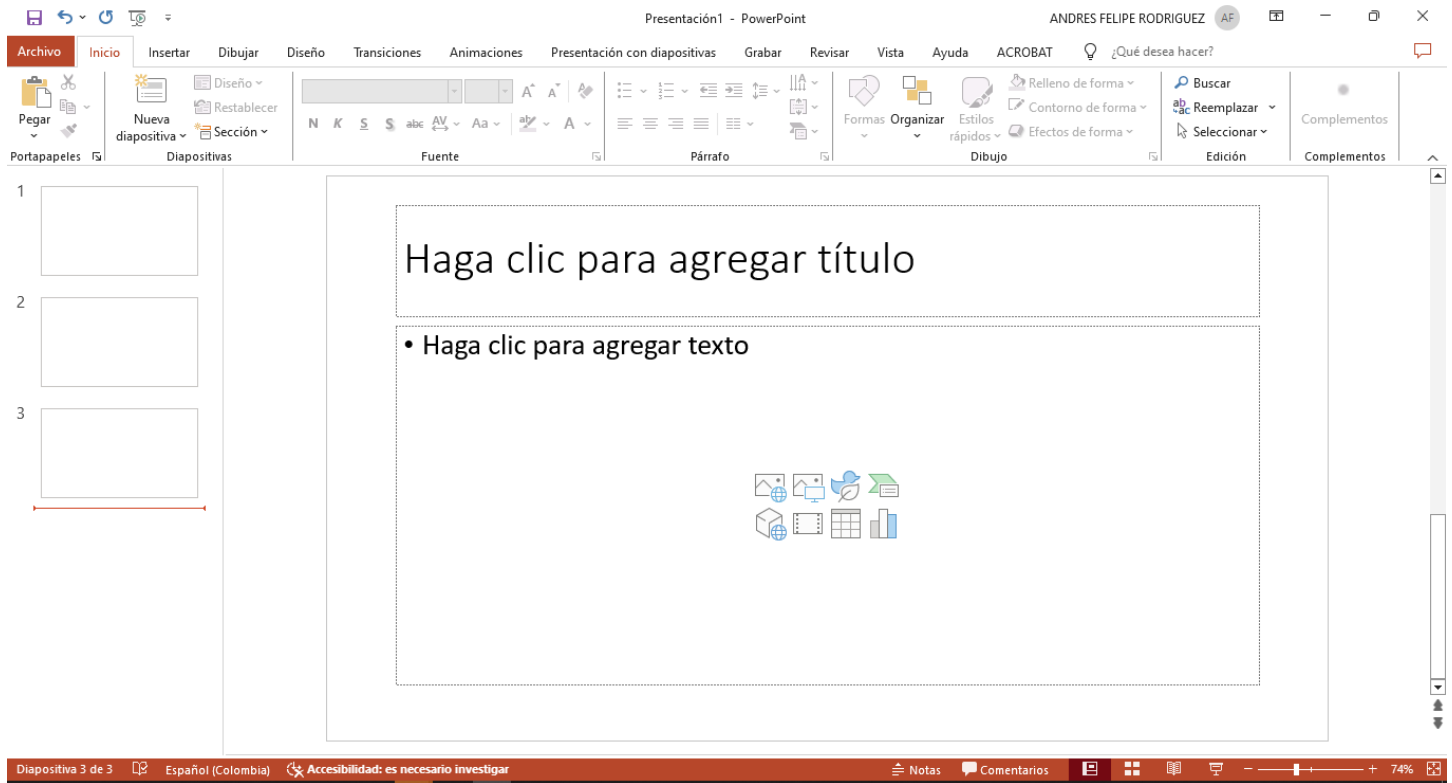 Presentación1 - PowerPoint
ANDRES FELIPE RODRIGUEZ AF
Archivo Inicio Insertar Dibujar Diseño Transiciones Animaciones Presentación con diapositivas Grabar Revisar Vista Ayuda ACROBAT ¿Qué desea hacer?
Pegar
Portapapeles
Nueva
diapositiva
Diseño
Restablecer
Sección
Diapositivas
N K S S abc AV Aa ab A
A A
Fuente
Párrafo
Formas Organizar Estilos
rápidos
Relleno de forma
Contorno de forma
Efectos de forma
Dibujo
Buscar
Reemplazar
Seleccionar
Edición
Complementos
Complementos
1
2
3
Haga clic para agregar título
• Haga clic para agregar texto
Diapositiva 3 de 3 Español (Colombia) Accesibilidad: es necesario investigar Notas Comentarios 74%